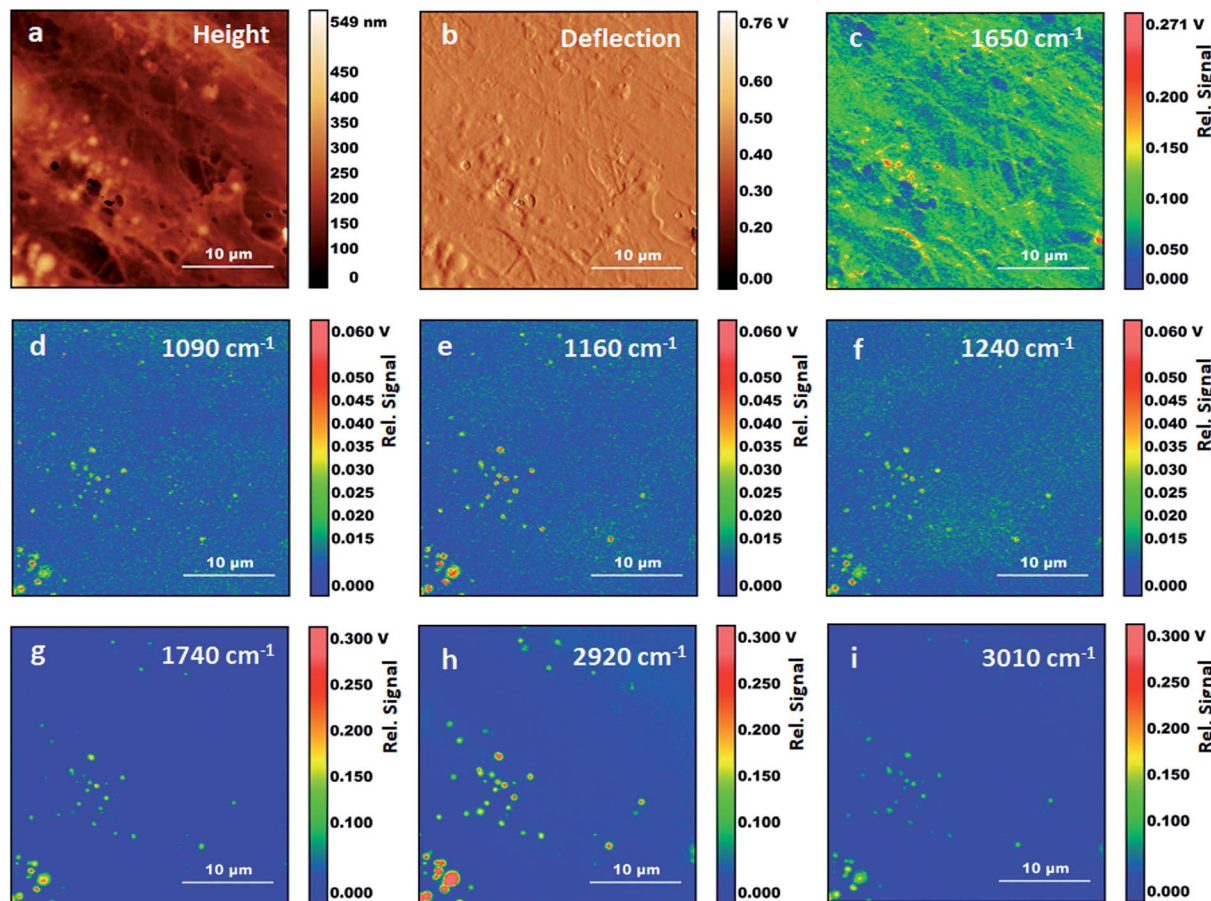 a
Height
549 nm
450
400
350
300
250
200
150
100
0
10 µm
b
Deflection
0.76 V
0.60
0.50
0.40
0.30
0.20
0.00
10 µm
c
1650 cm-1
0.271 V
0.200
0.150
0.100
0.050
0.000
Rel. Signal
10 µm
d
1090 cm-1
0.060 V
0.050
0.045
0.040
0.035
0.030
0.025
0.020
0.015
0.000
Rel. Signal
10 µm
e
1160 cm-1
0.060 V
0.050
0.045
0.040
0.035
0.030
0.025
0.020
0.015
0.000
Rel. Signal
10 µm
f
1240 cm-1
0.060 V
0.050
0.045
0.040
0.035
0.030
0.025
0.020
0.015
0.000
Rel. Signal
10 µm
g
1740 cm-1
0.300 V
0.250
0.200
0.150
0.100
0.000
Rel. Signal
10 µm
h
2920 cm-1
0.300 V
0.250
0.200
0.150
0.100
0.000
Rel. Signal
10 µm
i
3010 cm-1
0.300 V
0.250
0.200
0.150
0.100
0.000
Rel. Signal
10 µm